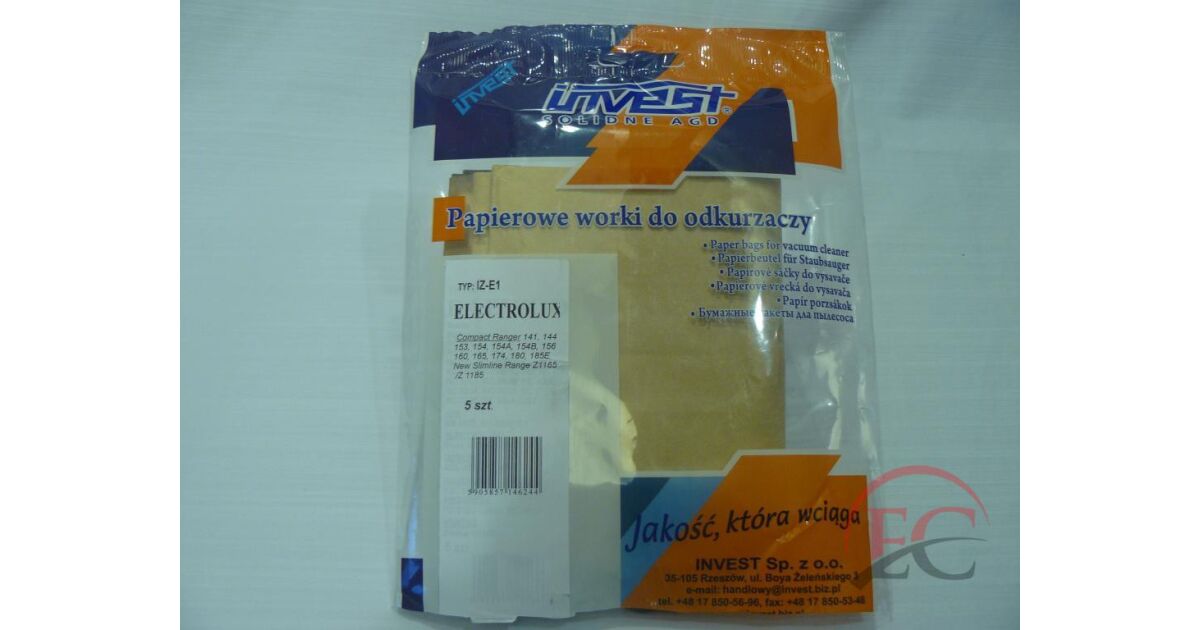 invest
invest®
SOLIDNE AGD
Papierowe worki do odkurzaczy
• Paper bags for vacuum cleaner
• Papierbeutel für Staubsauger
• Papírové sáčky do vysavače
• Papierové vrecká do vysavača
• Papír porzsákok
• Бумажные пакеты для пылесоса
TYP: IZ-E1
ELECTROLUX
Compact Ranger 141, 144
153, 154, 154A, 154B, 156
160, 165, 174, 180, 185E
New Slimline Range Z1165
/Z 1185
5 szt.
5905857146244
Jakość, która wciąga
EC
INVEST Sp. z o.o.
35-105 Rzeszów, ul. Boya Żeleńskiego
e-mail: handlowy@invest.biz.pl
tel. +48 17 850-56-96, fax: +48 17 850-53-48